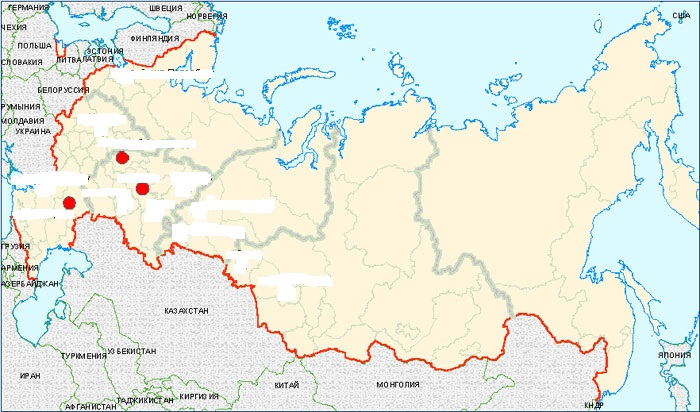 ГЕРМАНИЯ
ШВЕЦИЯ
НОРВЕГИЯ
США
ЧЕХИЯ
ФИНЛЯНДИЯ
ПОЛЬША
ЭСТОНИЯ
ЛИТВА
ЛАТВИЯ
СЛОВАКИЯ
БЕЛОРУССИЯ
РУМЫНИЯ
МОЛДАВИЯ
УКРАИНА
ГРУЗИЯ
АРМЕНИЯ
АЗЕРБАЙДЖАН
КАЗАХСТАН
ТУРКМЕНИЯ
УЗБЕКИСТАН
ЯПОНИЯ
ИРАН
КИТАЙ
МОНГОЛИЯ
КИРГИЗИЯ
ТАДЖИКИСТАН
АФГАНИСТАН
КНДР